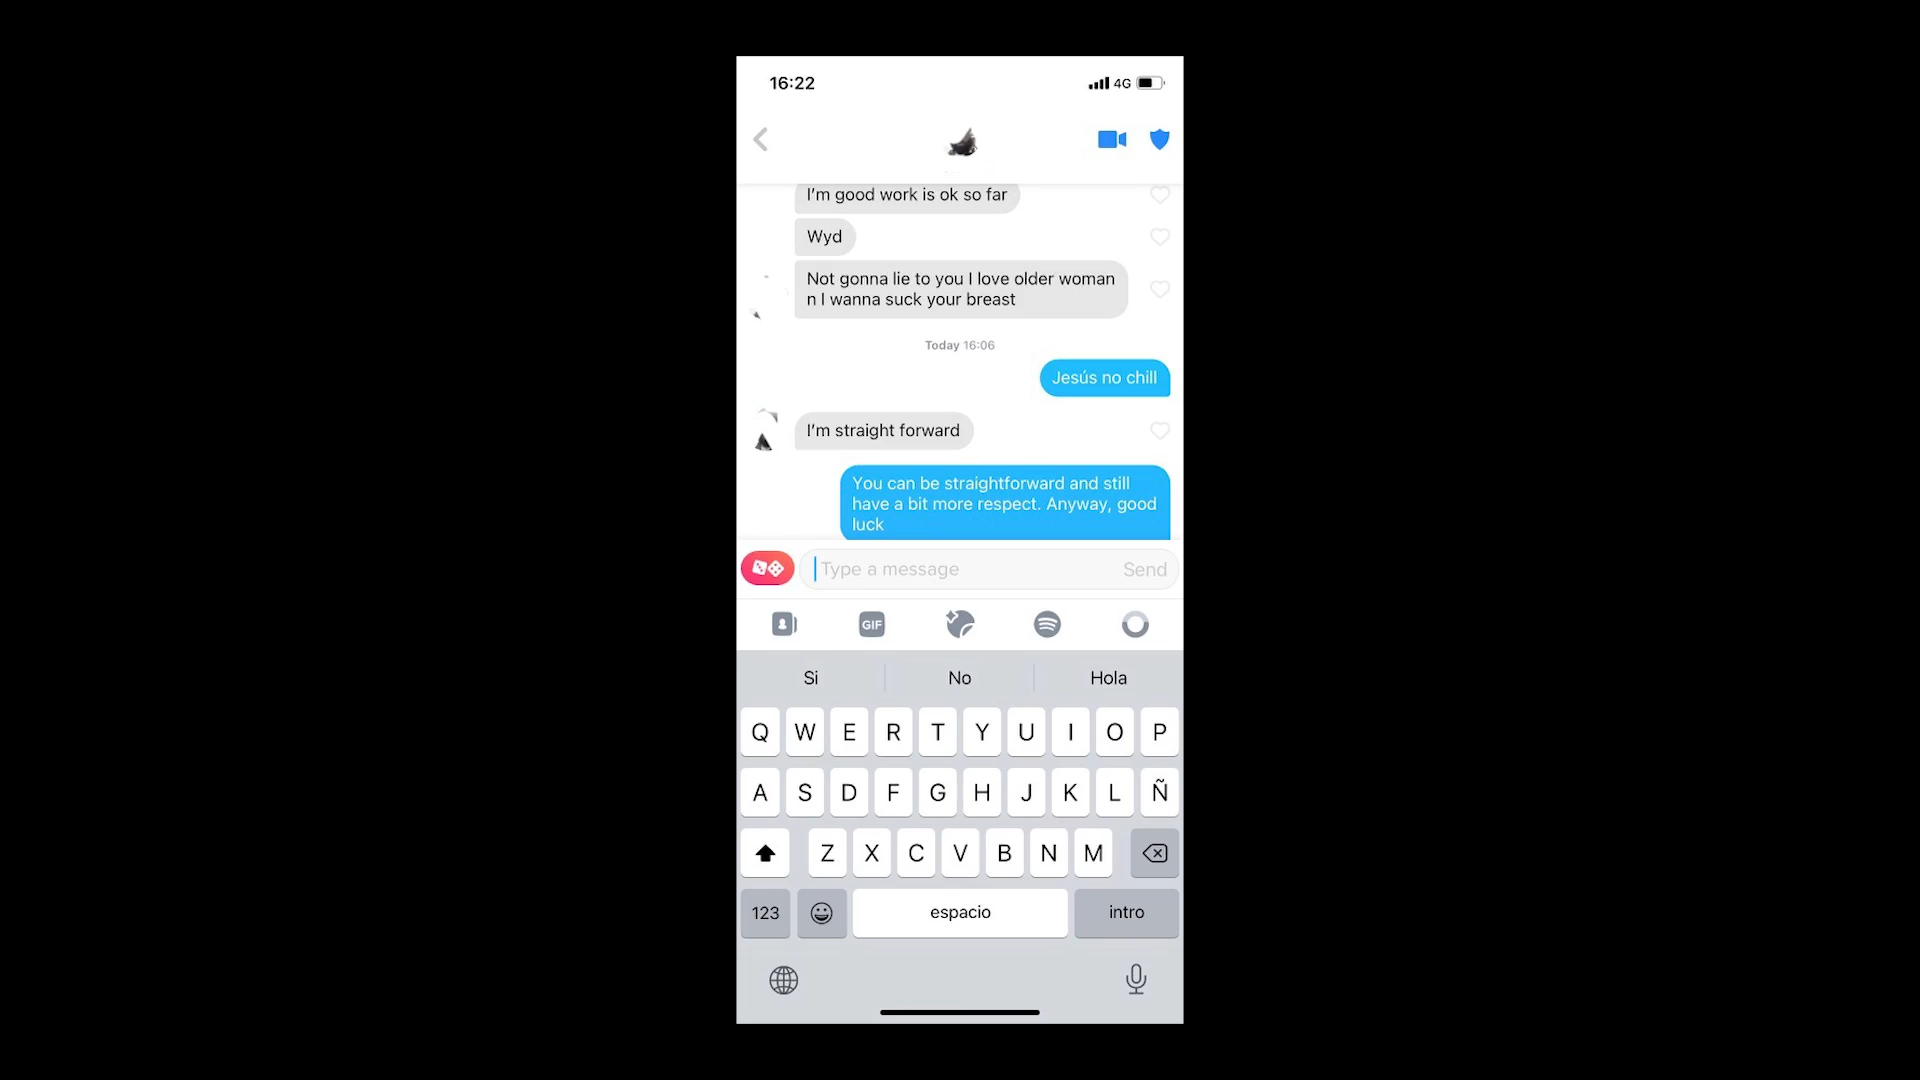 16:22
4G
I'm good work is ok so far
Wyd
Not gonna lie to you I love older woman
n I wanna suck your breast
Today 16:06
Jesús no chill
I'm straight forward
You can be straightforward and still
have a bit more respect. Anyway, good
luck
Type a message
Send
GIF
Si
No
Hola
Q W E R T Y U I O P
A S D F G H J K L Ñ
Z X C V B N M
123
espacio
intro